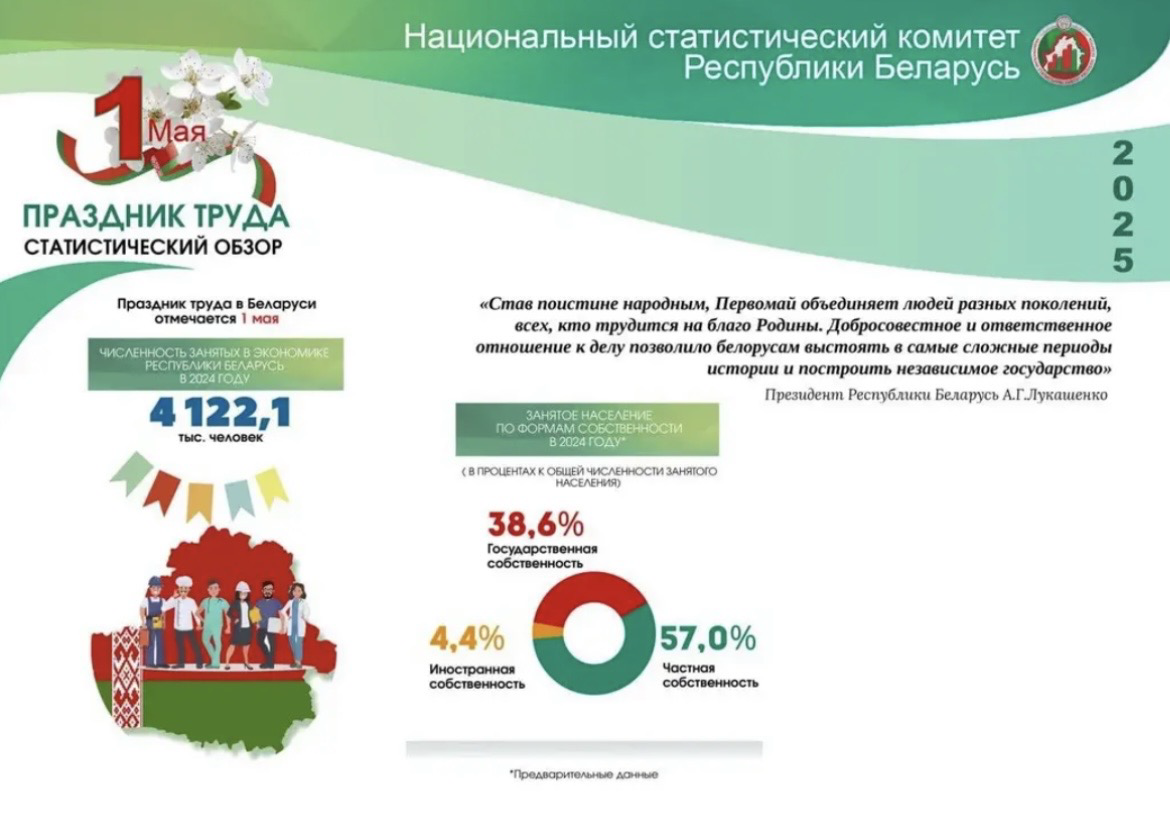 Национальный статистический комитет
Республики Беларусь
1 Мая
ПРАЗДНИК ТРУДА
СТАТИСТИЧЕСКИЙ ОБЗОР
2
0
2
5
Праздник труда в Беларуси
отмечается 1 мая
ЧИСЛЕННОСТЬ ЗАНЯТЫХ В ЭКОНОМИКЕ
РЕСПУБЛИКИ БЕЛАРУСЬ
В 2024 ГОДУ
4 122,1
тыс. человек
«Став поистине народным, Первомай объединяет людей разных поколений,
всех, кто трудится на благо Родины. Добросовестное и ответственное
отношение к делу позволило белорусам выстоять в самые сложные периоды
истории и построить независимое государство»
Президент Республики Беларусь А.Г.Лукашенко
ЗАНЯТОЕ НАСЕЛЕНИЕ
ПО ФОРМАМ СОБСТВЕННОСТИ
В 2024 ГОДУ*
( В ПРОЦЕНТАХ К ОБЩЕЙ ЧИСЛЕННОСТИ ЗАНЯТОГО
НАСЕЛЕНИЯ)
38,6%
Государственная
собственность
4,4%
Иностранная
собственность
57,0%
Частная
собственность
*Предварительные данные